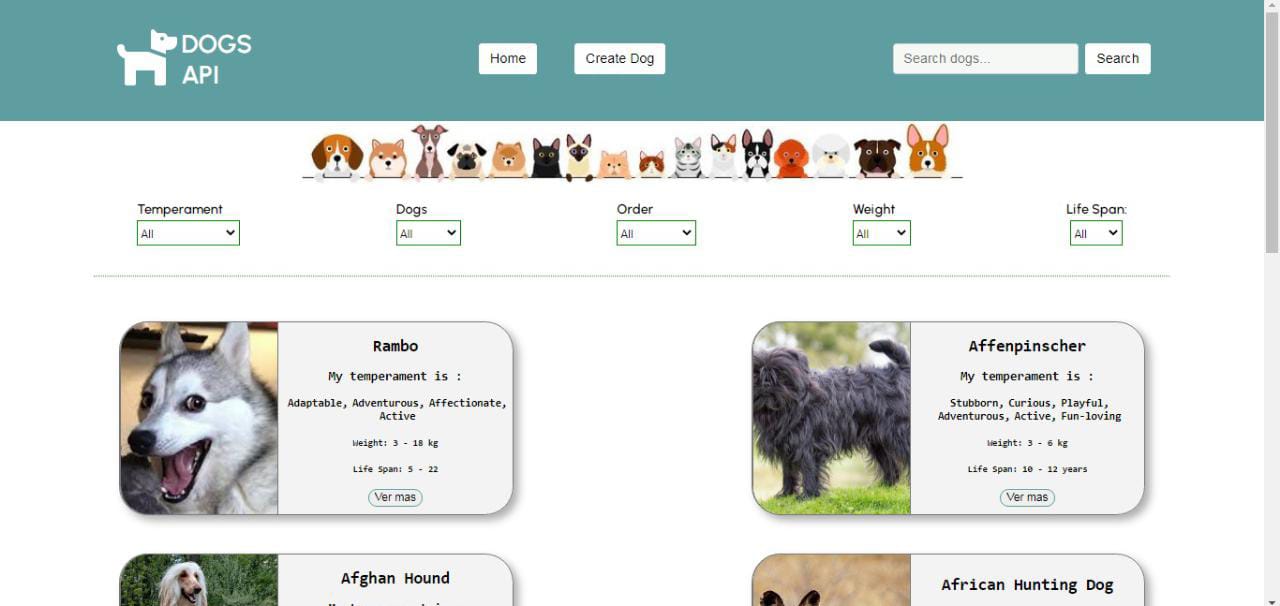 DOGS
API
Home
Create Dog
Search dogs...
Search
Temperament
Dogs
Order
Weight
Life Span:
All
All
All
All
All
Rambo
My temperament is :
Adaptable, Adventurous, Affectionate,
Active
Weight: 3 - 18 kg
Life Span: 5 - 22
Ver mas
Affenpinscher
My temperament is :
Stubborn, Curious, Playful,
Adventurous, Active, Fun-loving
Weight: 3 - 6 kg
Life Span: 10 - 12 years
Ver mas
Afghan Hound
African Hunting Dog